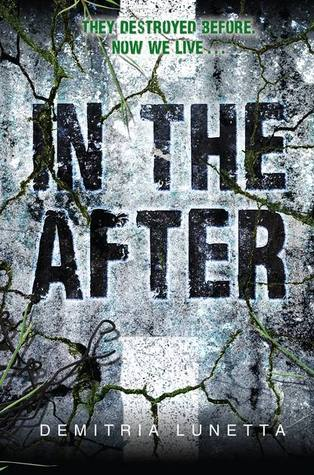 THEY DESTROYED BEFORE.
NOW WE LIVE . . .
IN THE
AFTER
DEMITRIA LUNETTA